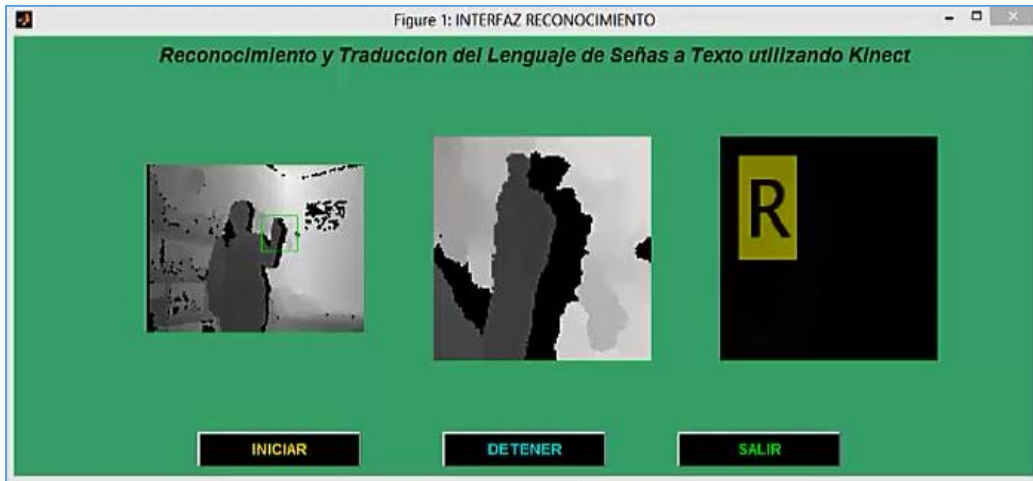 Figure 1: INTERFAZ RECONOCIMIENTO
Reconocimiento y Traduccion del Lenguaje de Señas a Texto utilizando Kinect
R
INICIAR DETENER SALIR